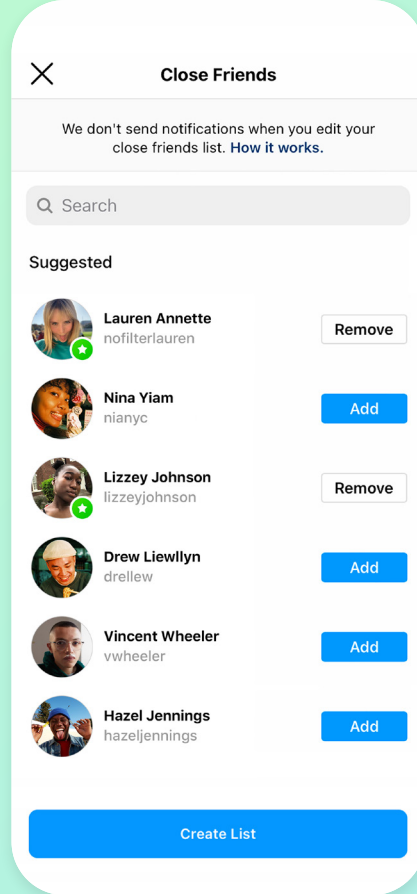 Close Friends
We don't send notifications when you edit your
close friends list. How it works.
Search
Suggested
Lauren Annette
nofilterlauren
Remove
Nina Yiam
nianyc
Add
Lizzey Johnson
lizzeyjohnson
Remove
Drew Liewllyn
drellew
Add
Vincent Wheeler
vwheeler
Add
Hazel Jennings
hazeljennings
Add
Create List